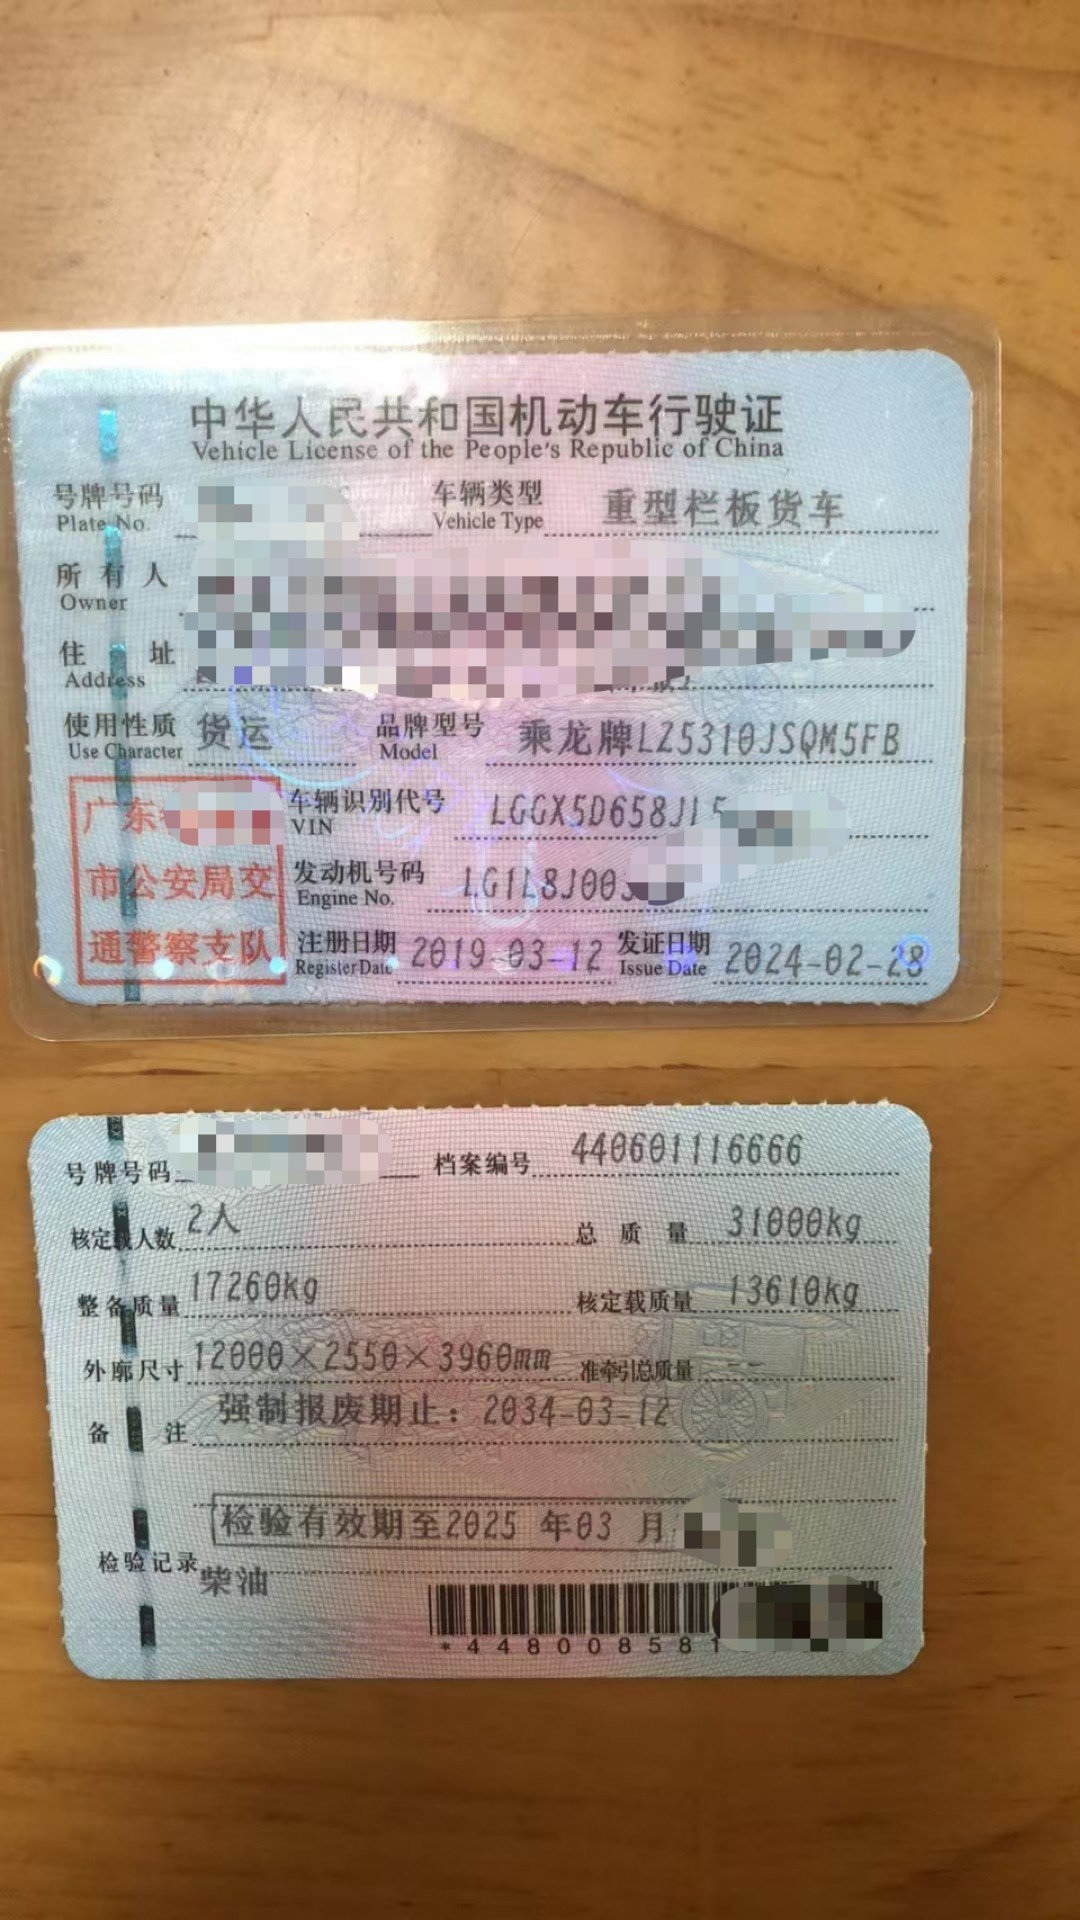 中华人民共和国机动车行驶证
Vehicle License of the People's Republic of China
号牌号码
Plate No.
车辆类型 重型栏板货车
Vehicle Type
所有人
Owner
住址
Address
使用性质 货运
Use Character
品牌型号 乘龙牌LZ5310JSQM5FB
Model
广东
市公安局交
通警察支队
车辆识别代号 LGGX5D658JL5
VIN
发动机号码 LG1L8J00
Engine No.
注册日期 2019-03-12
Register Date
发证日期 2024-02-28
Issue Date
号牌号码
档案编号 440601116666
核定载人数 2人
总质量 31000kg
整备质量 17260kg
核定载质量 13610kg
外廓尺寸 12000×2550×3960mm
准牵引总质量 --
备注 强制报废期止：2034-03-12
检验有效期至2025 年03 月
检验记录
柴油
*448008581